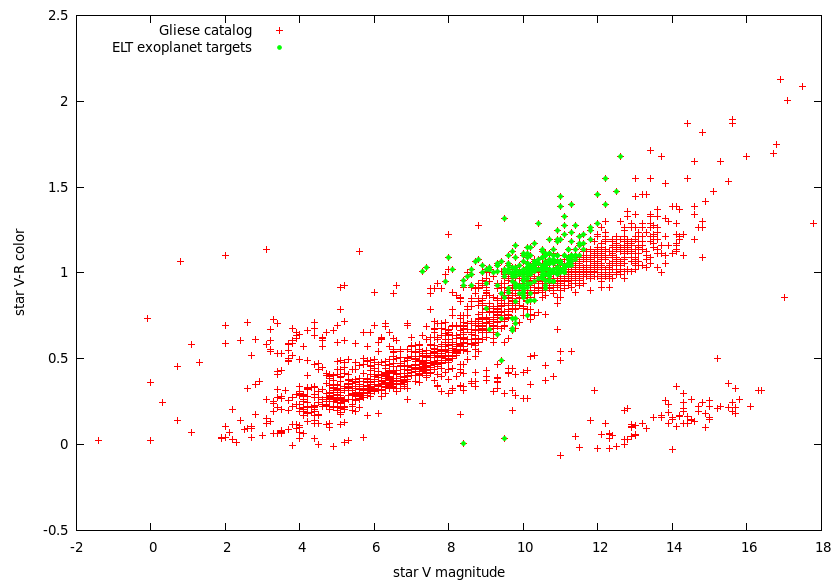 2.5
Gliese catalog
ELT exoplanet targets
2
1.5
star V-R color
1
0.5
0
-0.5
-2 0 2 4 6 8 10 12 14 16 18
star V magnitude